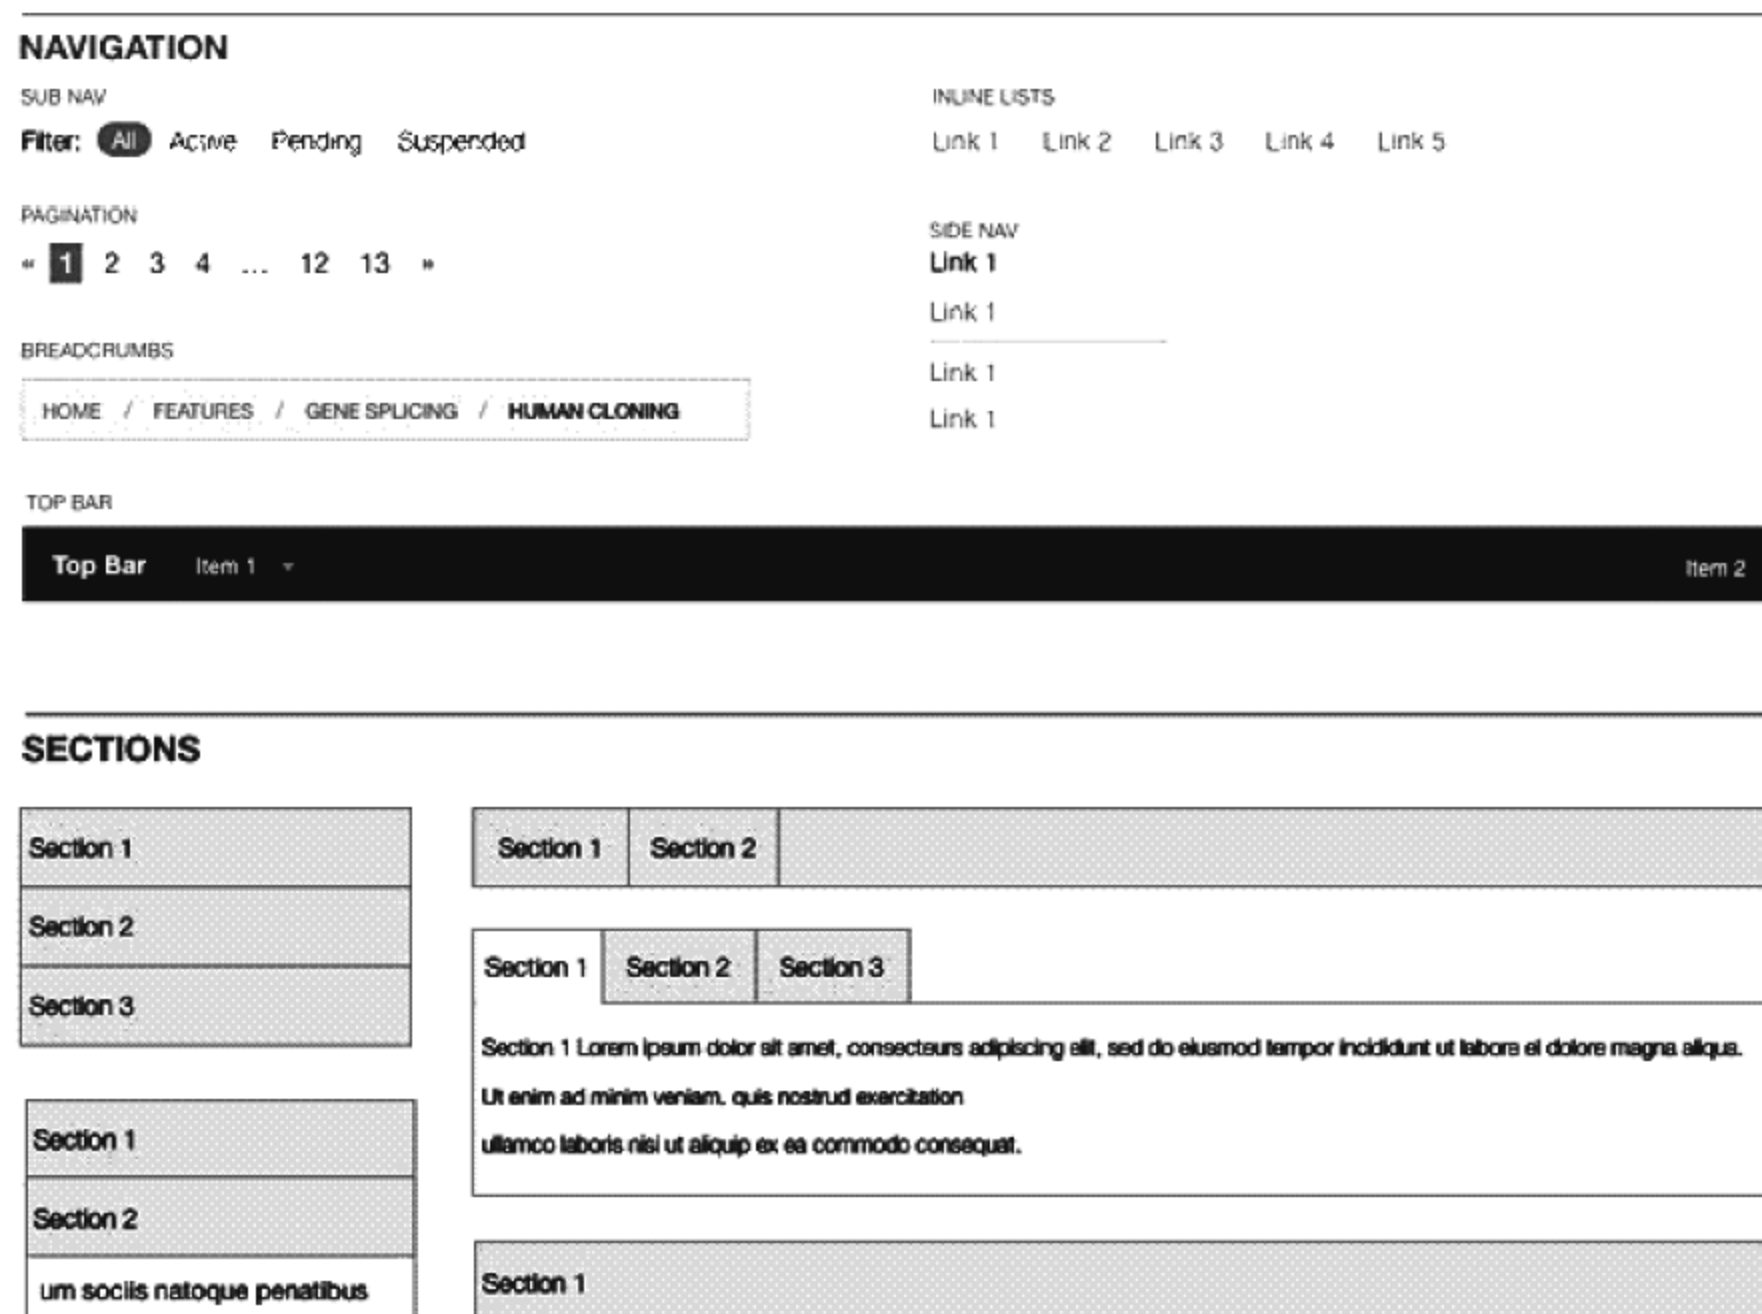 NAVIGATION
SUB NAV
Filter: All Active Pending Suspended
INLINE LISTS
Link 1 Link 2 Link 3 Link 4 Link 5
PAGINATION
« 1 2 3 4 ... 12 13 »
SIDE NAV
Link 1
Link 1
Link 1
Link 1
BREADCRUMBS
HOME / FEATURES / GENE SPLICING / HUMAN CLONING
TOP BAR
Top Bar Item 1 Item 2
SECTIONS
Section 1
Section 2
Section 3
Section 1
Section 2
um sociis natoque penatibus
Section 1 Section 2
Section 1 Section 2 Section 3
Section 1 Lorem ipsum dolor sit amet, consecteurs adipiscing elit, sed do eiusmod tempor incididunt ut labore et dolore magna aliqua.
Ut enim ad minim veniam, quis nostrud exercitation
ullamco laboris nisi ut aliquip ex ea commodo consequat.
Section 1